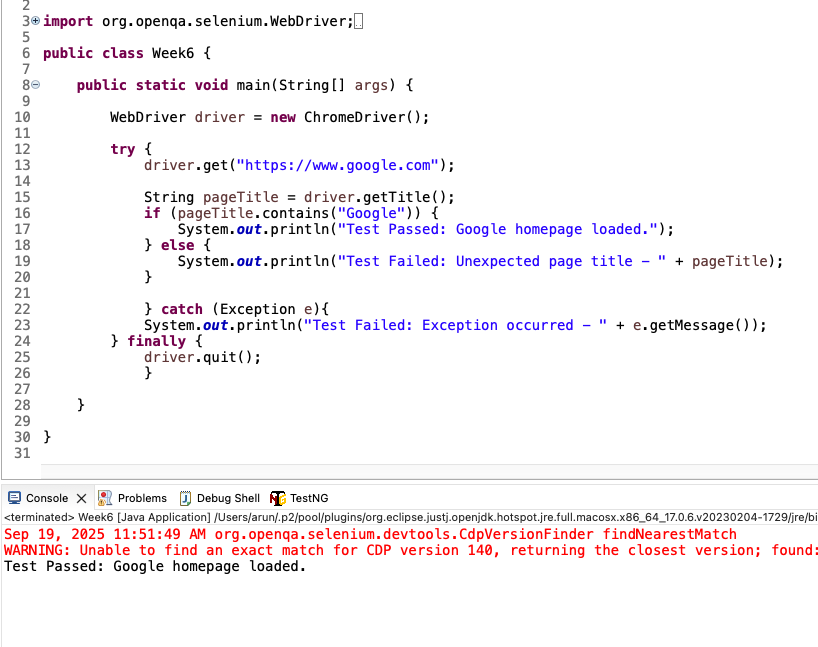 2
3 import org.openqa.selenium.WebDriver;
5
6 public class Week6 {
7
8 public static void main(String[] args) {
9
10 WebDriver driver = new ChromeDriver();
11
12 try {
13 driver.get("https://www.google.com");
14
15 String pageTitle = driver.getTitle();
16 if (pageTitle.contains("Google")) {
17 System.out.println("Test Passed: Google homepage loaded.");
18 } else {
19 System.out.println("Test Failed: Unexpected page title – " + pageTitle);
20 }
21
22 } catch (Exception e){
23 System.out.println("Test Failed: Exception occurred – " + e.getMessage());
24 } finally {
25 driver.quit();
26 }
27
28 }
29
30 }
31
Console Problems Debug Shell TestNG
<terminated> Week6 [Java Application] /Users/arun/.p2/pool/plugins/org.eclipse.justj.openjdk.hotspot.jre.full.macosx.x86_64_17.0.6.v20230204-1729/jre/bi
Sep 19, 2025 11:51:49 AM org.openqa.selenium.devtools.CdpVersionFinder findNearestMatch
WARNING: Unable to find an exact match for CDP version 140, returning the closest version; found:
Test Passed: Google homepage loaded.